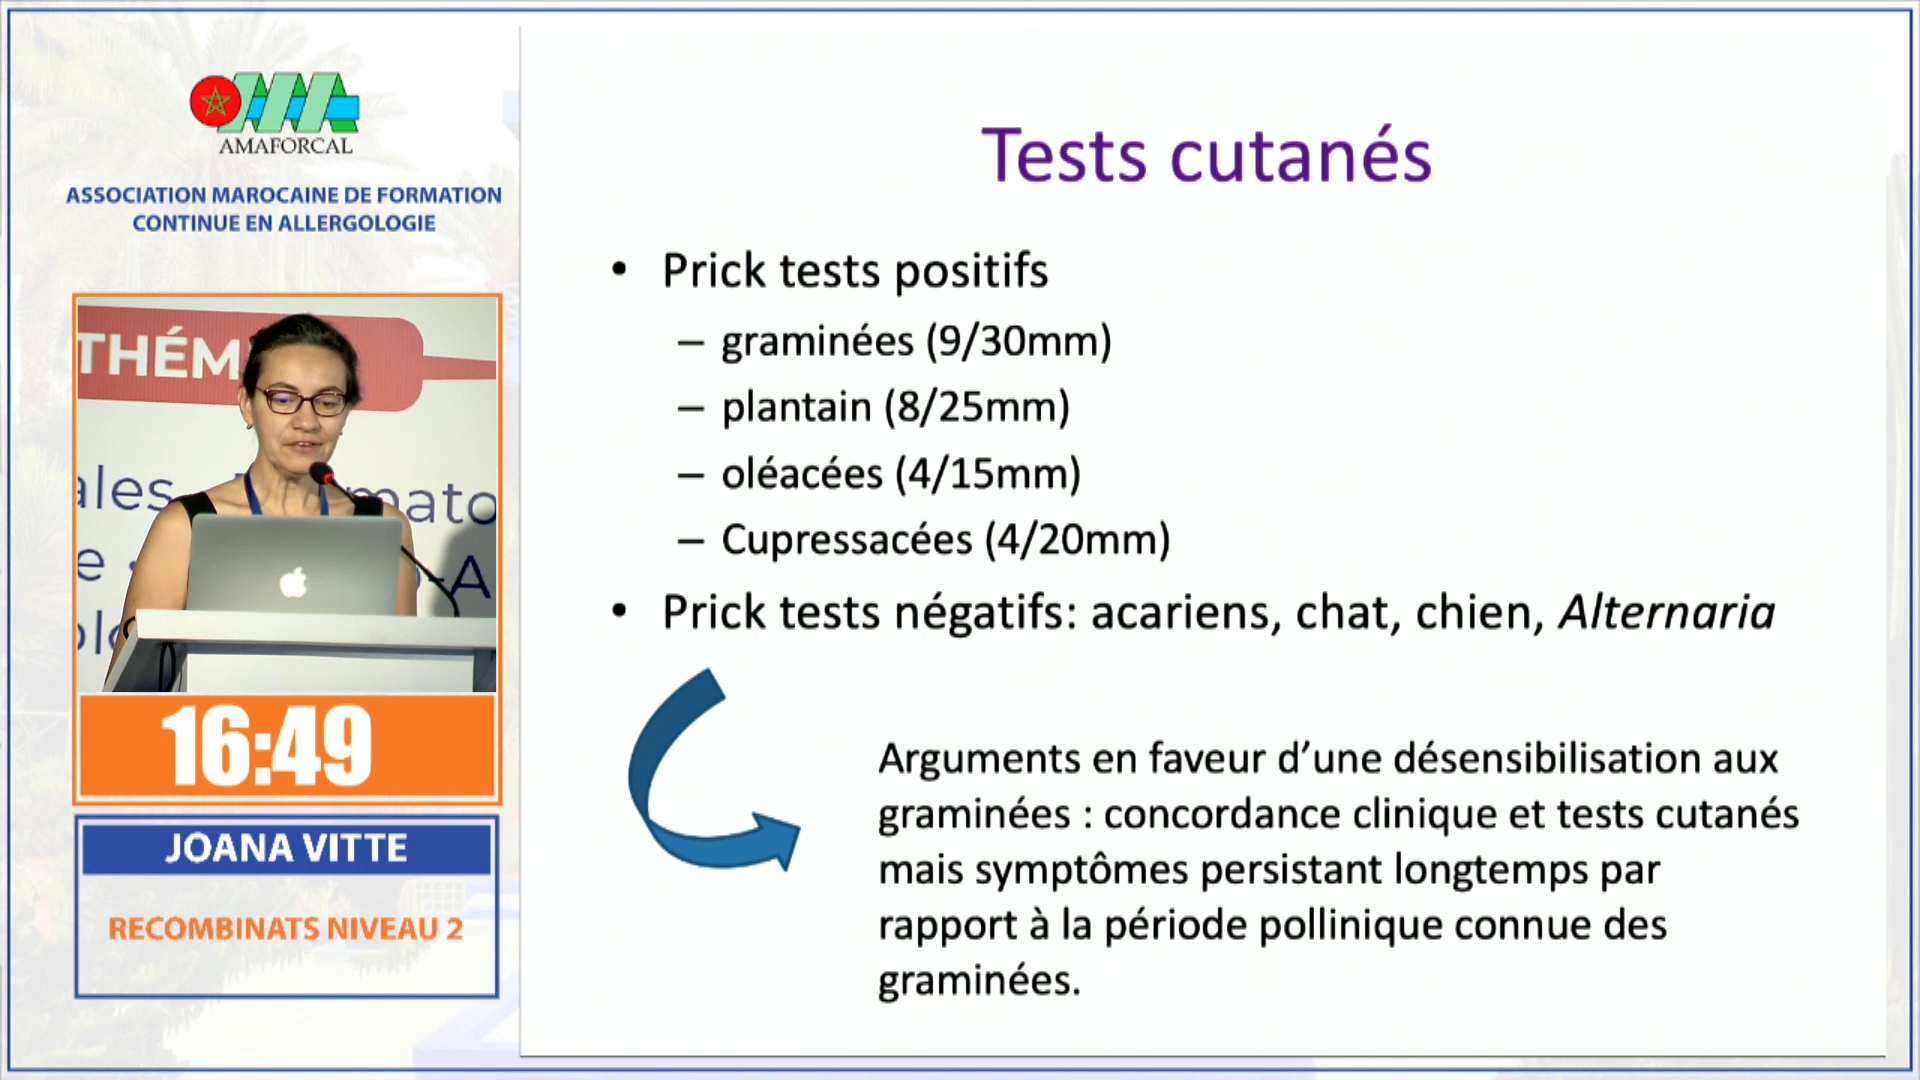 AMAFORCAL
ASSOCIATION MAROCAINE DE FORMATION
CONTINUE EN ALLERGOLOGIE
THÉM
ales
mato
e
-A
16:49
JOANA VITTE
RECOMBINATS NIVEAU 2
Tests cutanés
• Prick tests positifs
– graminées (9/30mm)
– plantain (8/25mm)
– oléacées (4/15mm)
– Cupressacées (4/20mm)
• Prick tests négatifs: acariens, chat, chien, Alternaria
Arguments en faveur d’une désensibilisation aux
graminées : concordance clinique et tests cutanés
mais symptômes persistant longtemps par
rapport à la période pollinique connue des
graminées.